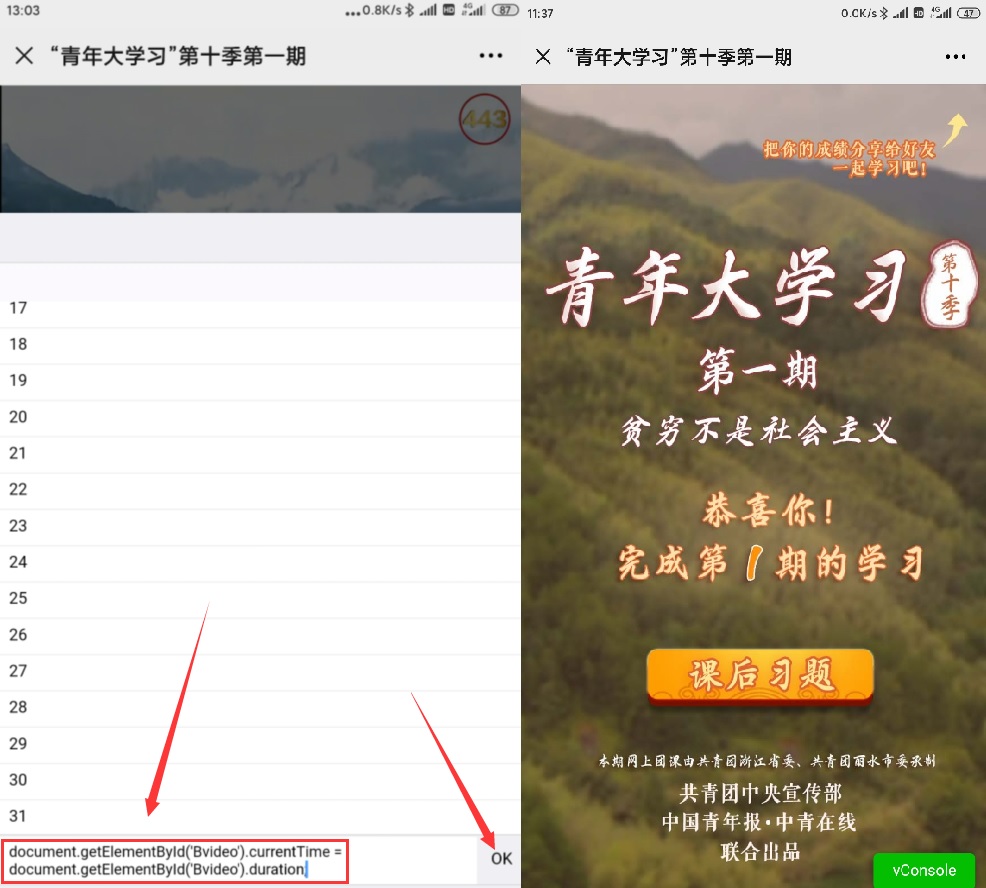 13:03
...0.8K/s HD 4G 87
“青年大学习”第十季第一期
443
17
18
19
20
21
22
23
24
25
26
27
28
29
30
31
document.getElementById('Bvideo').currentTime =
document.getElementById('Bvideo').duration;
OK
11:37
0.0K/s HD 4G 47
“青年大学习”第十季第一期
把你的成绩分享给好友
一起学习吧!
青年大学习
第十季
第一期
贫穷不是社会主义
恭喜你!
完成第1期的学习
课后习题
本期网上团课由共青团浙江省委、共青团丽水市委承制
共青团中央宣传部
中国青年报·中青在线
联合出品
vConsole